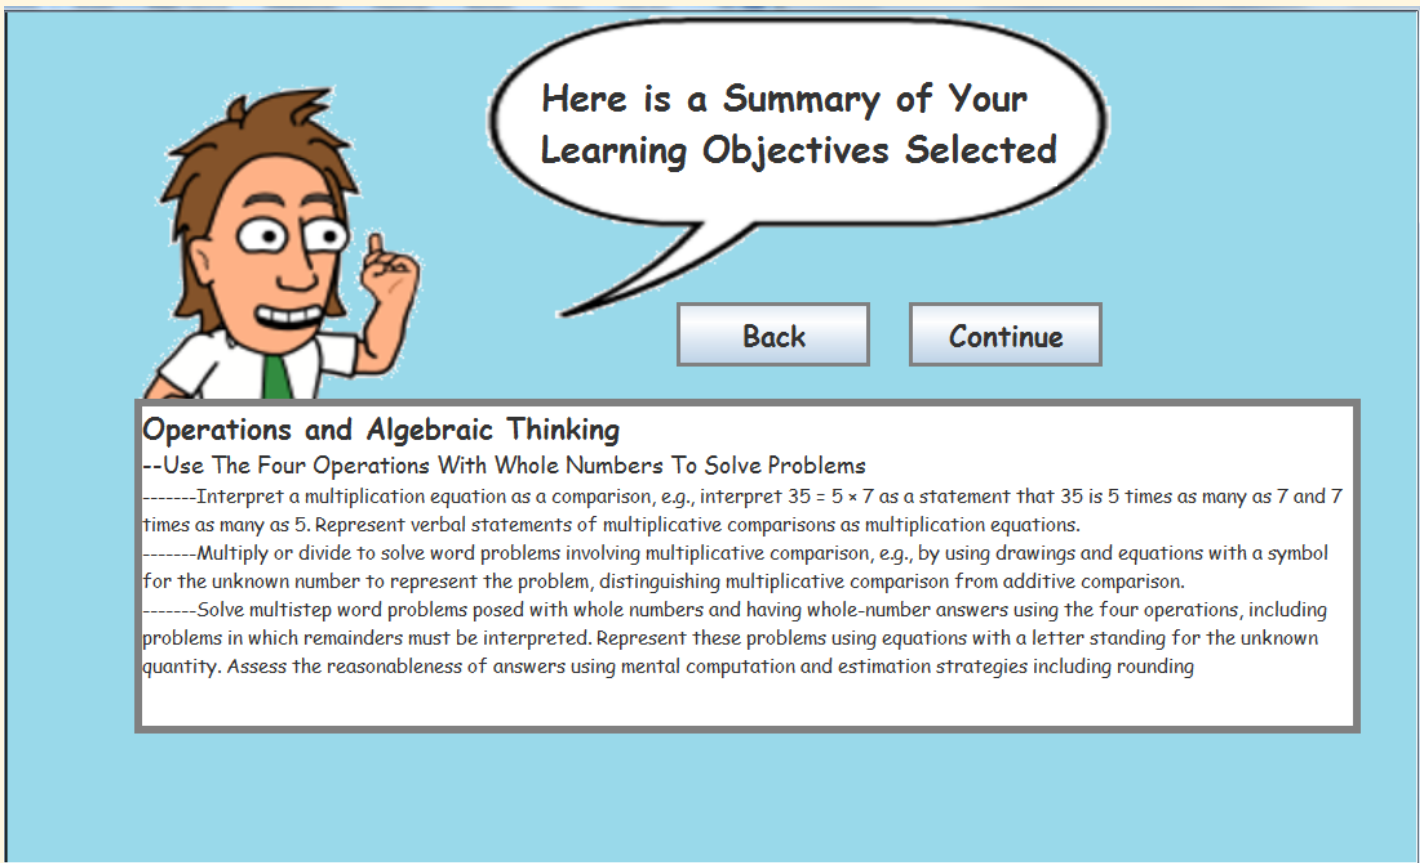 Here is a Summary of Your
Learning Objectives Selected
Back
Continue
Operations and Algebraic Thinking
--Use The Four Operations With Whole Numbers To Solve Problems
-------Interpret a multiplication equation as a comparison, e.g., interpret 35 = 5 × 7 as a statement that 35 is 5 times as many as 7 and 7
times as many as 5. Represent verbal statements of multiplicative comparisons as multiplication equations.
-------Multiply or divide to solve word problems involving multiplicative comparison, e.g., by using drawings and equations with a symbol
for the unknown number to represent the problem, distinguishing multiplicative comparison from additive comparison.
-------Solve multistep word problems posed with whole numbers and having whole-number answers using the four operations, including
problems in which remainders must be interpreted. Represent these problems using equations with a letter standing for the unknown
quantity. Assess the reasonableness of answers using mental computation and estimation strategies including rounding